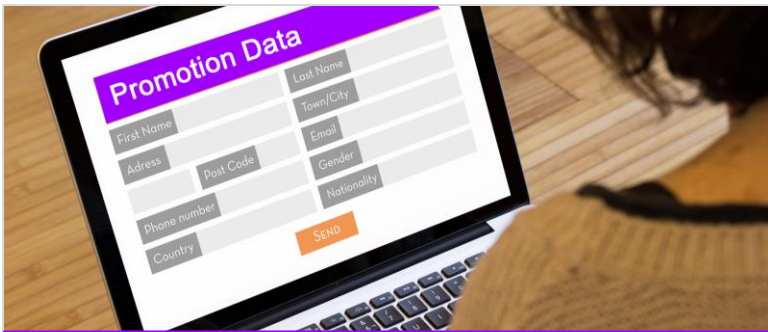 Promotion Data
First Name
Last Name
Adress
Town/City
Post Code
Email
Phone number
Gender
Country
Nationality
SEND